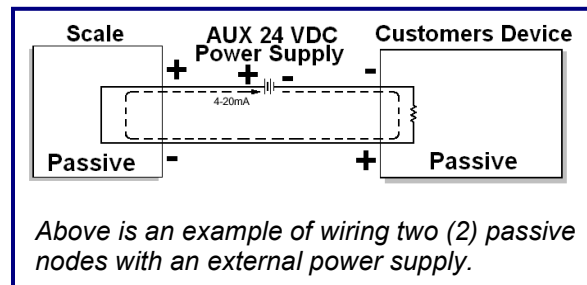 Scale
AUX 24 VDC
Power Supply
Customers Device
+
+
-
-
4-20mA
-
+
Passive
Passive
Above is an example of wiring two (2) passive
nodes with an external power supply.